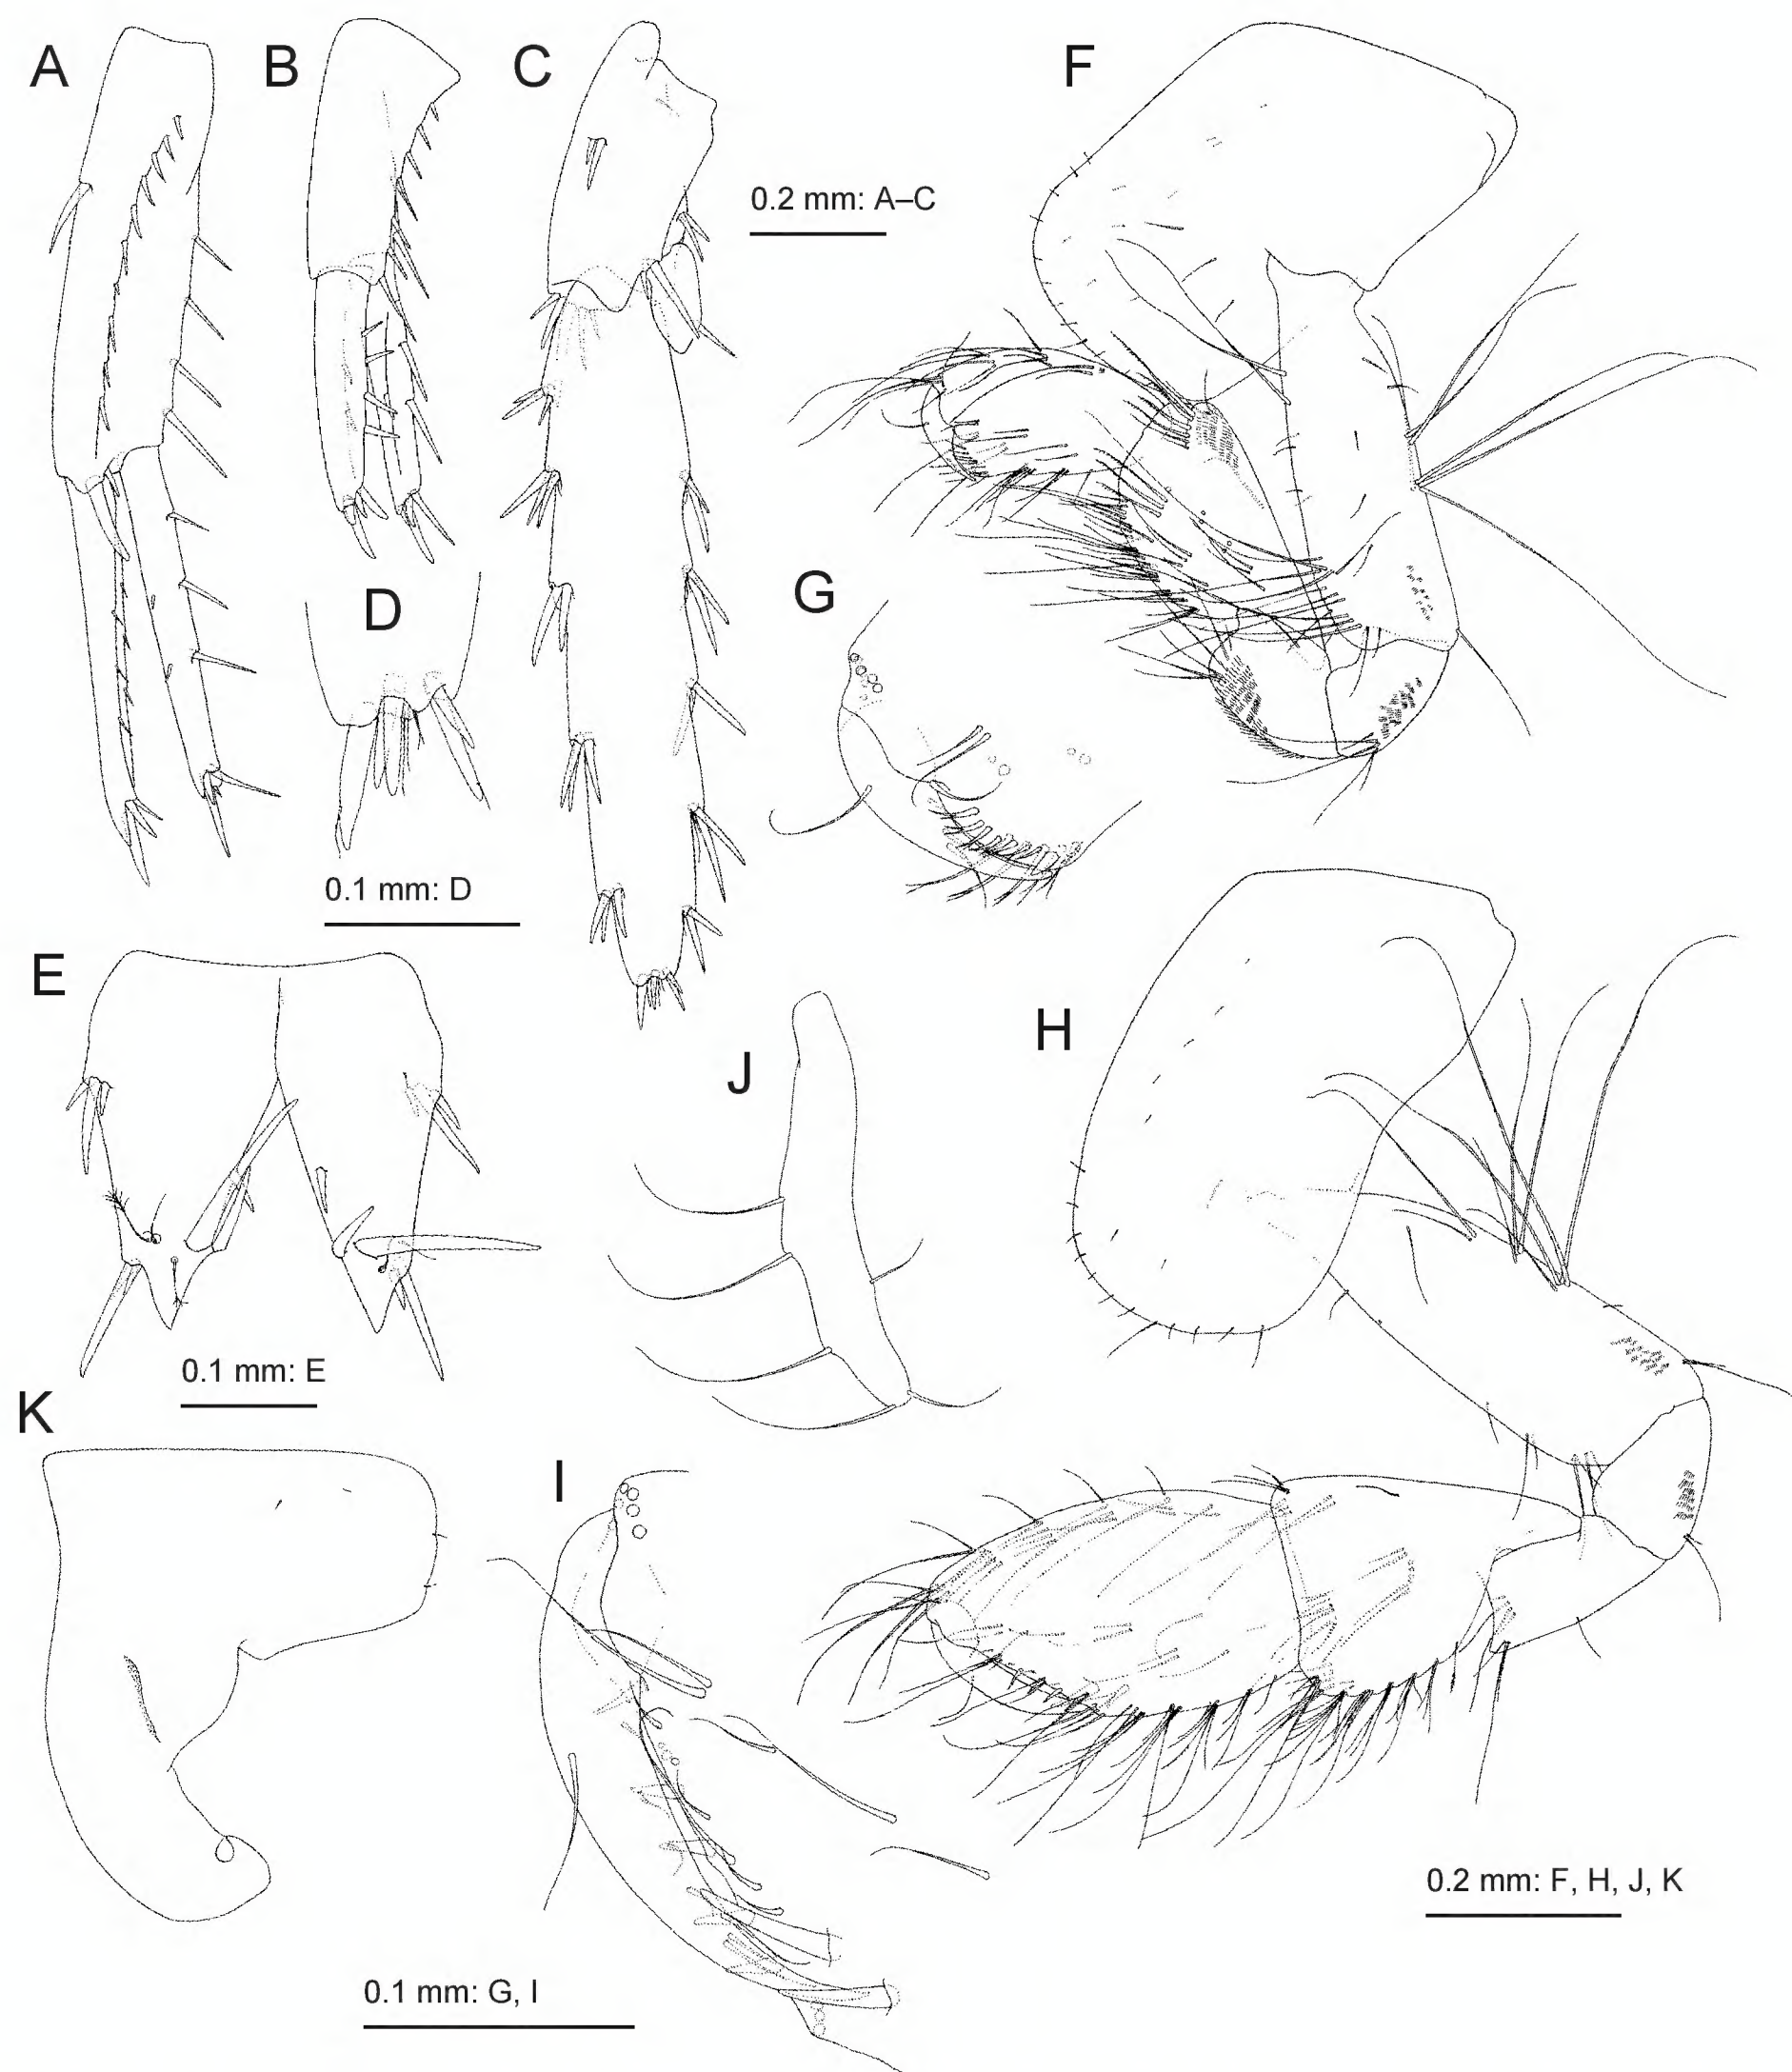 A
B
C
F
0.2 mm: A–C
D
G
0.1 mm: D
E
H
J
0.1 mm: E
K
I
0.2 mm: F, H, J, K
0.1 mm: G, I